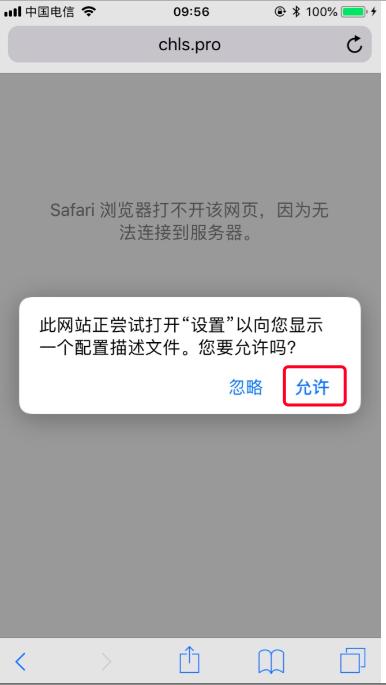 中国电信 09:56 100%
chls.pro
Safari 浏览器打不开该网页，因为无
法连接到服务器。
此网站正尝试打开“设置”以向您显示
一个配置描述文件。您要允许吗?
忽略 允许